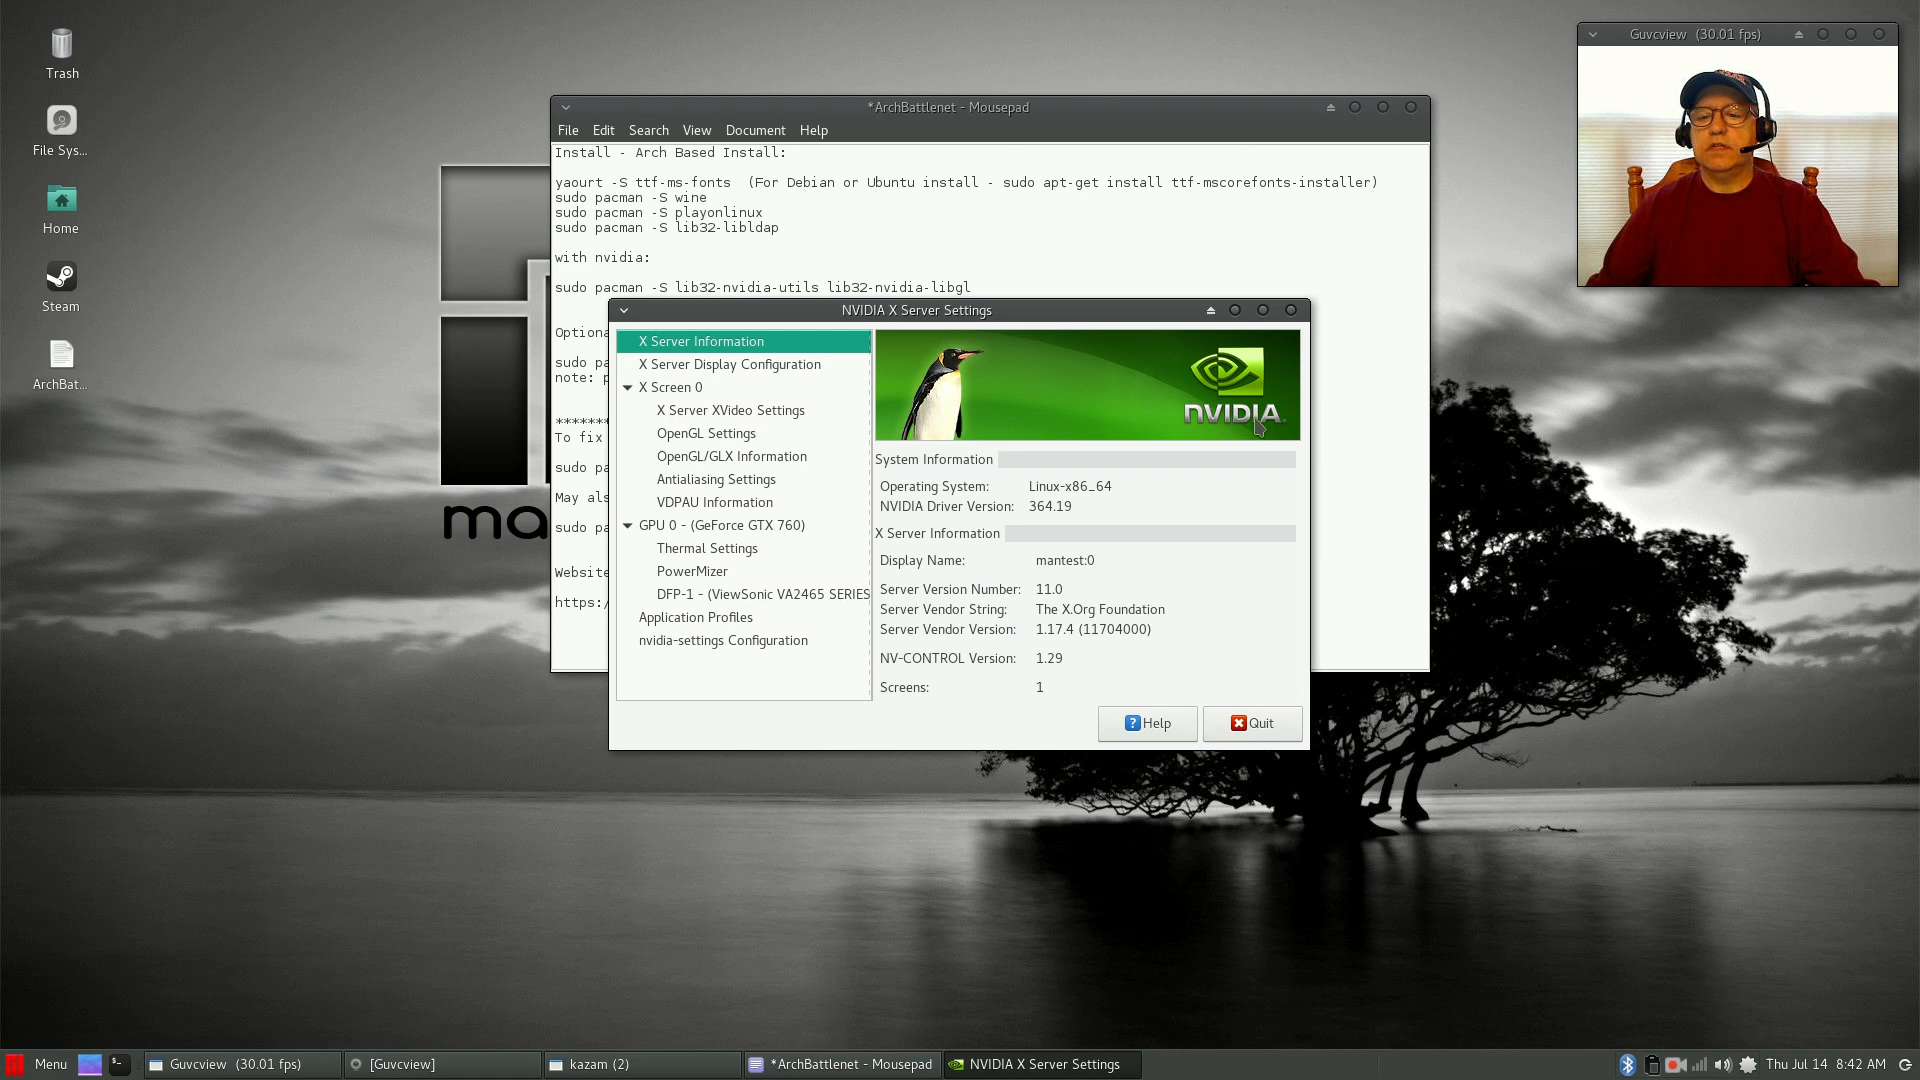 Trash
File Sys...
Home
Steam
ArchBat...
Guvcview (30.01 fps)
*ArchBattlenet - Mousepad
File Edit Search View Document Help
Install - Arch Based Install:
yaourt -S ttf-ms-fonts (For Debian or Ubuntu install - sudo apt-get install ttf-mscorefonts-installer)
sudo pacman -S wine
sudo pacman -S playonlinux
sudo pacman -S lib32-libldap
with nvidia:
sudo pacman -S lib32-nvidia-utils lib32-nvidia-libgl
Optiona
sudo pa
note: p
********
To fix
sudo pa
May als
sudo pa
Website
https:/
ma
NVIDIA X Server Settings
X Server Information
X Server Display Configuration
X Screen 0
X Server XVideo Settings
OpenGL Settings
OpenGL/GLX Information
Antialiasing Settings
VDPAU Information
GPU 0 - (GeForce GTX 760)
Thermal Settings
PowerMizer
DFP-1 - (ViewSonic VA2465 SERIES
Application Profiles
nvidia-settings Configuration
NVIDIA
System Information
Operating System: Linux-x86_64
NVIDIA Driver Version: 364.19
X Server Information
Display Name: mantest:0
Server Version Number: 11.0
Server Vendor String: The X.Org Foundation
Server Vendor Version: 1.17.4 (11704000)
NV-CONTROL Version: 1.29
Screens: 1
Help
Quit
Menu
Guvcview (30.01 fps)
[Guvcview]
kazam (2)
*ArchBattlenet - Mousepad
NVIDIA X Server Settings
Thu Jul 14 8:42 AM